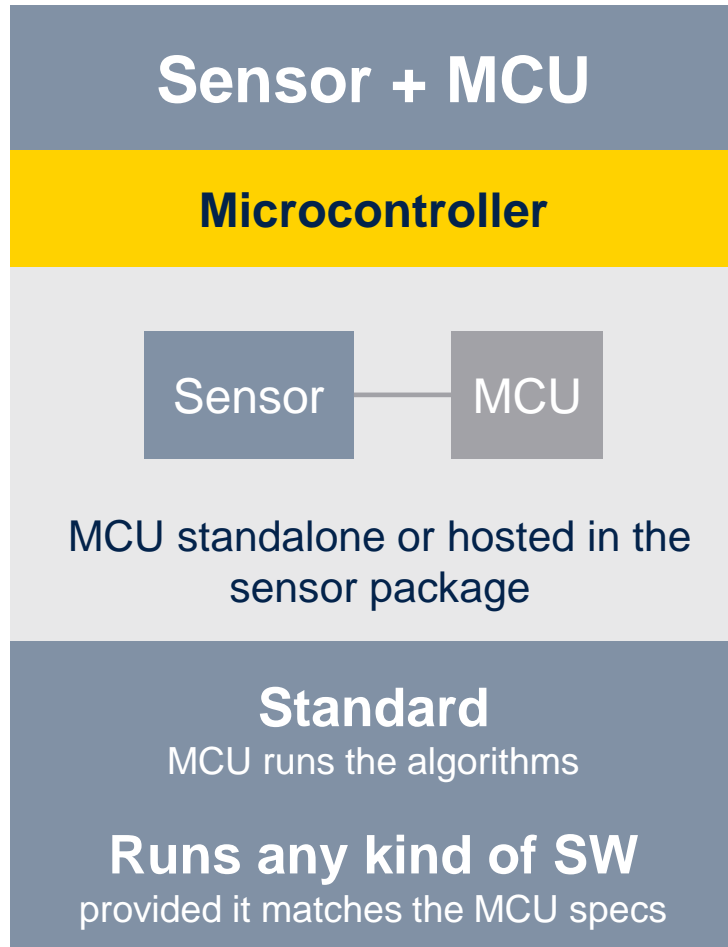 Sensor + MCU
Microcontroller
Sensor
MCU
MCU standalone or hosted in the
sensor package
Standard
MCU runs the algorithms
Runs any kind of SW
provided it matches the MCU specs